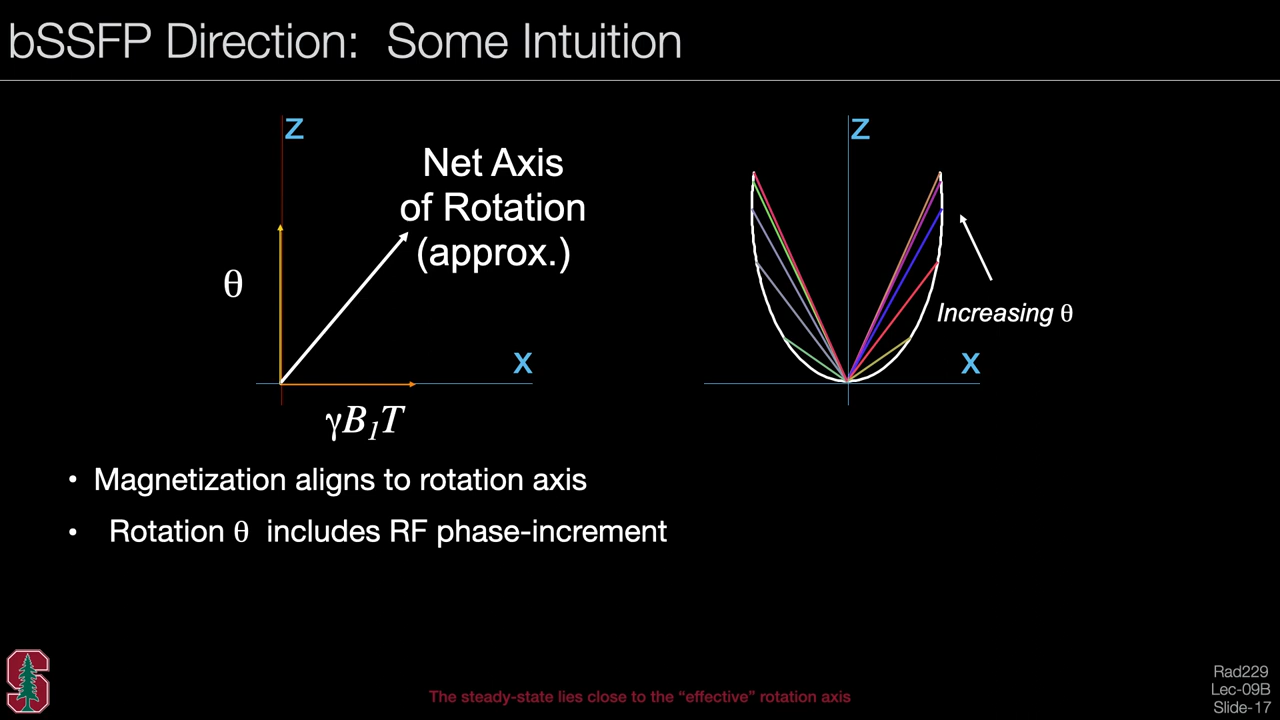 bSSFP Direction: Some Intuition
Z
Net Axis
of Rotation
(approx.)
θ
X
γB₁T
Z
Increasing θ
X
• Magnetization aligns to rotation axis
• Rotation θ includes RF phase-increment
The steady-state lies close to the “effective” rotation axis
Rad229
Lec-09B
Slide-17